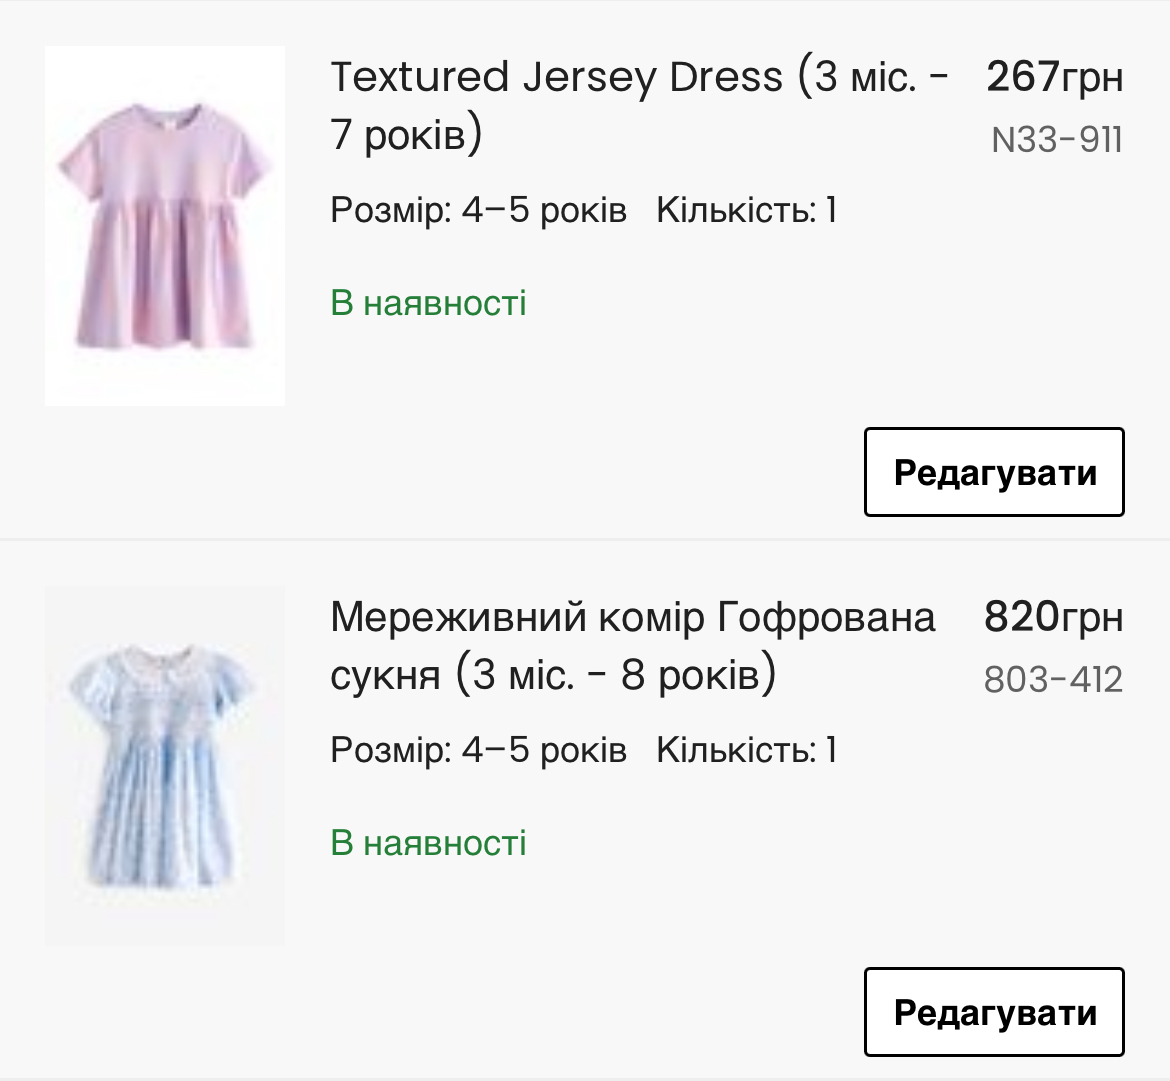 Textured Jersey Dress (3 міс. - 267грн
7 років) N33-911
Розмір: 4–5 років Кількість: 1
В наявності
Редагувати
Мереживний комір Гофрована 820грн
сукня (3 міс. - 8 років) 803-412
Розмір: 4–5 років Кількість: 1
В наявності
Редагувати